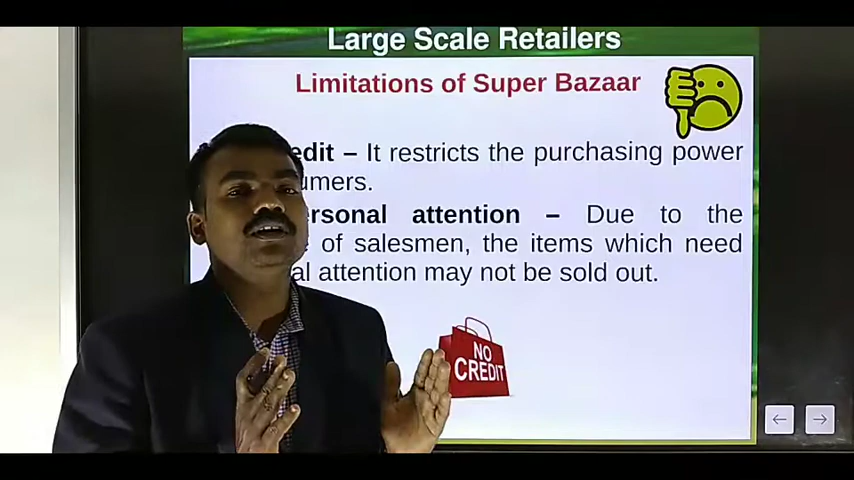 Large Scale Retailers
Limitations of Super Bazaar
edit – It restricts the purchasing power
umers.
ersonal attention – Due to the
of salesmen, the items which need
al attention may not be sold out.
NO
CREDIT